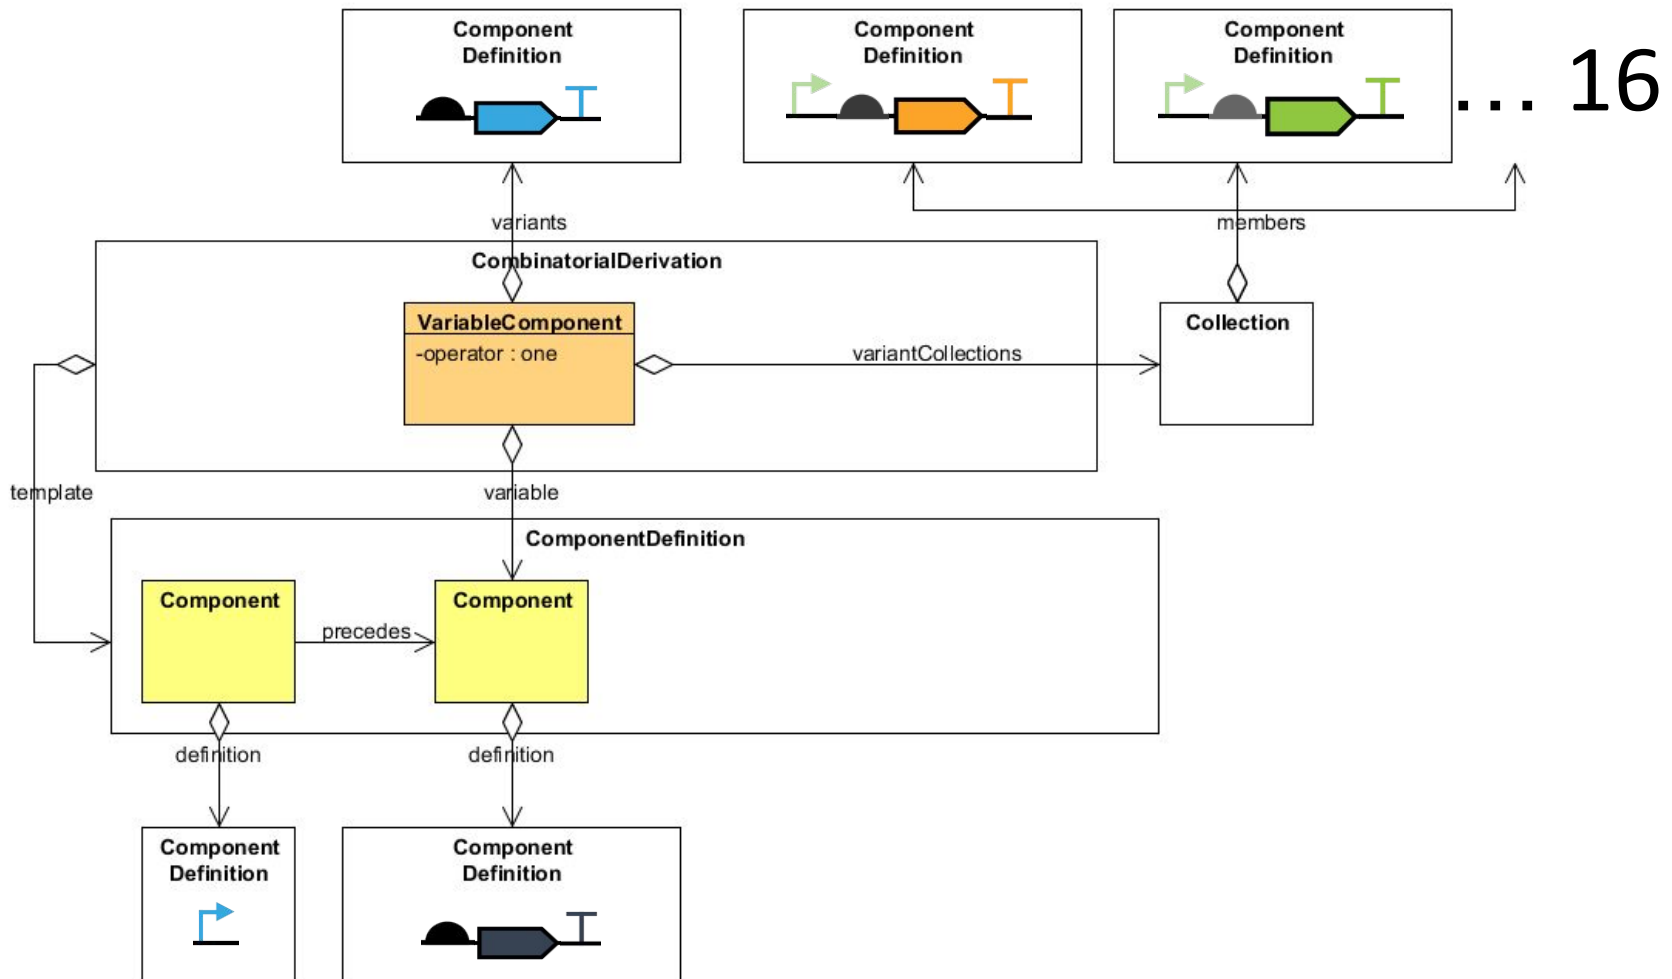 Component
Definition
Component
Definition
Component
Definition
... 16
variants
members
CombinatorialDerivation
VariableComponent
-operator : one
variantCollections
Collection
template
variable
ComponentDefinition
Component
precedes
Component
definition
definition
Component
Definition
Component
Definition